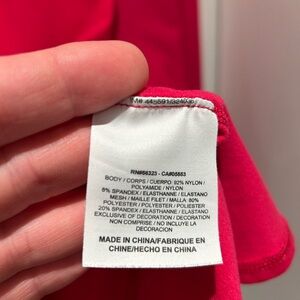 RN#56323 - CA#05553
BODY / CORPS / CUERPO: 92% NYLON /
POLYAMIDE / NYLON
8% SPANDEX / ELASTHANNE / ELASTANO
MESH / MAILLE FILET / MALLA: 80%
POLYESTER / POLYESTER / POLIÉSTER
20% SPANDEX / ELASTHANNE / ELASTANO
EXCLUSIVE OF DECORATION / DECORATION
NON COMPRISE / NO INCLUYE LA
DECORACIÓN
MADE IN CHINA/FABRIQUE EN
CHINE/HECHO EN CHINA